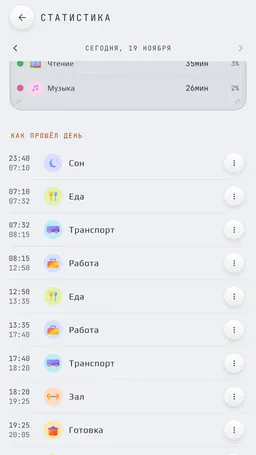 СТАТИСТИКА
СЕГОДНЯ, 19 НОЯБРЯ
Чтение 35мин 3%
Музыка 26мин 2%
КАК ПРОШЁЛ ДЕНЬ
23:40
07:10
Сон
07:10
07:32
Еда
07:32
08:15
Транспорт
08:15
12:50
Работа
12:50
13:35
Еда
13:35
17:40
Работа
17:40
18:20
Транспорт
18:20
19:25
Зал
19:25
20:05
Готовка